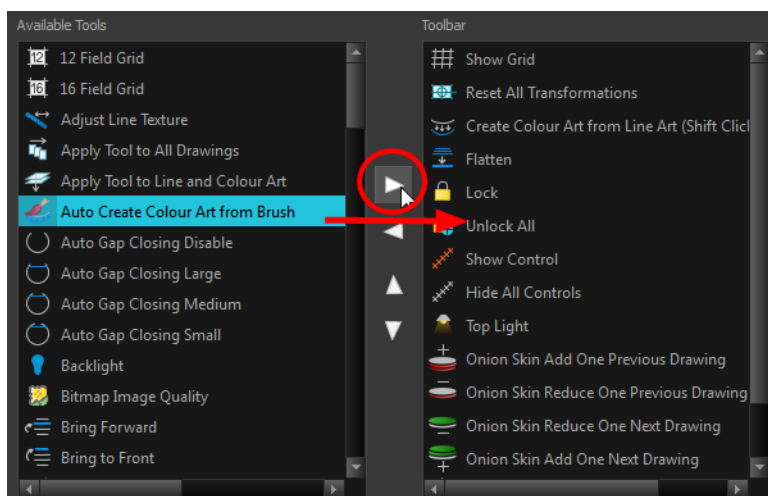 Available Tools
12 Field Grid
16 Field Grid
Adjust Line Texture
Apply Tool to All Drawings
Apply Tool to Line and Colour Art
Auto Create Colour Art from Brush
Auto Gap Closing Disable
Auto Gap Closing Large
Auto Gap Closing Medium
Auto Gap Closing Small
Backlight
Bitmap Image Quality
Bring Forward
Bring to Front
Toolbar
Show Grid
Reset All Transformations
Create Colour Art from Line Art (Shift Clicl
Flatten
Lock
Unlock All
Show Control
Hide All Controls
Top Light
Onion Skin Add One Previous Drawing
Onion Skin Reduce One Previous Drawing
Onion Skin Reduce One Next Drawing
Onion Skin Add One Next Drawing